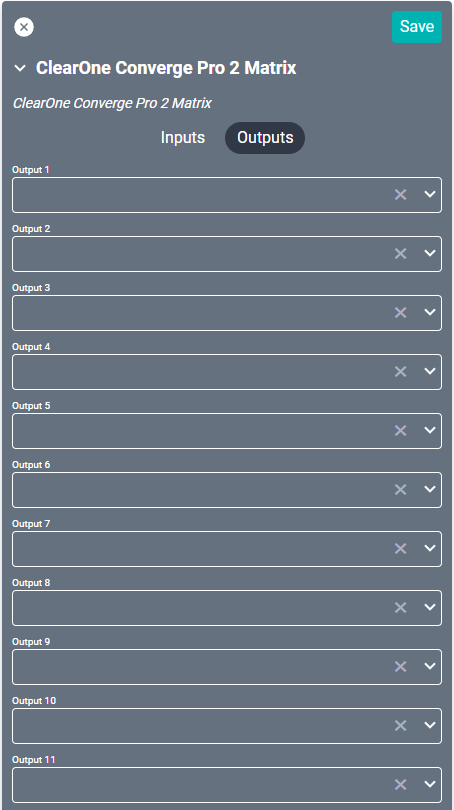 Save
ClearOne Converge Pro 2 Matrix
ClearOne Converge Pro 2 Matrix
Inputs Outputs
Output 1
Output 2
Output 3
Output 4
Output 5
Output 6
Output 7
Output 8
Output 9
Output 10
Output 11